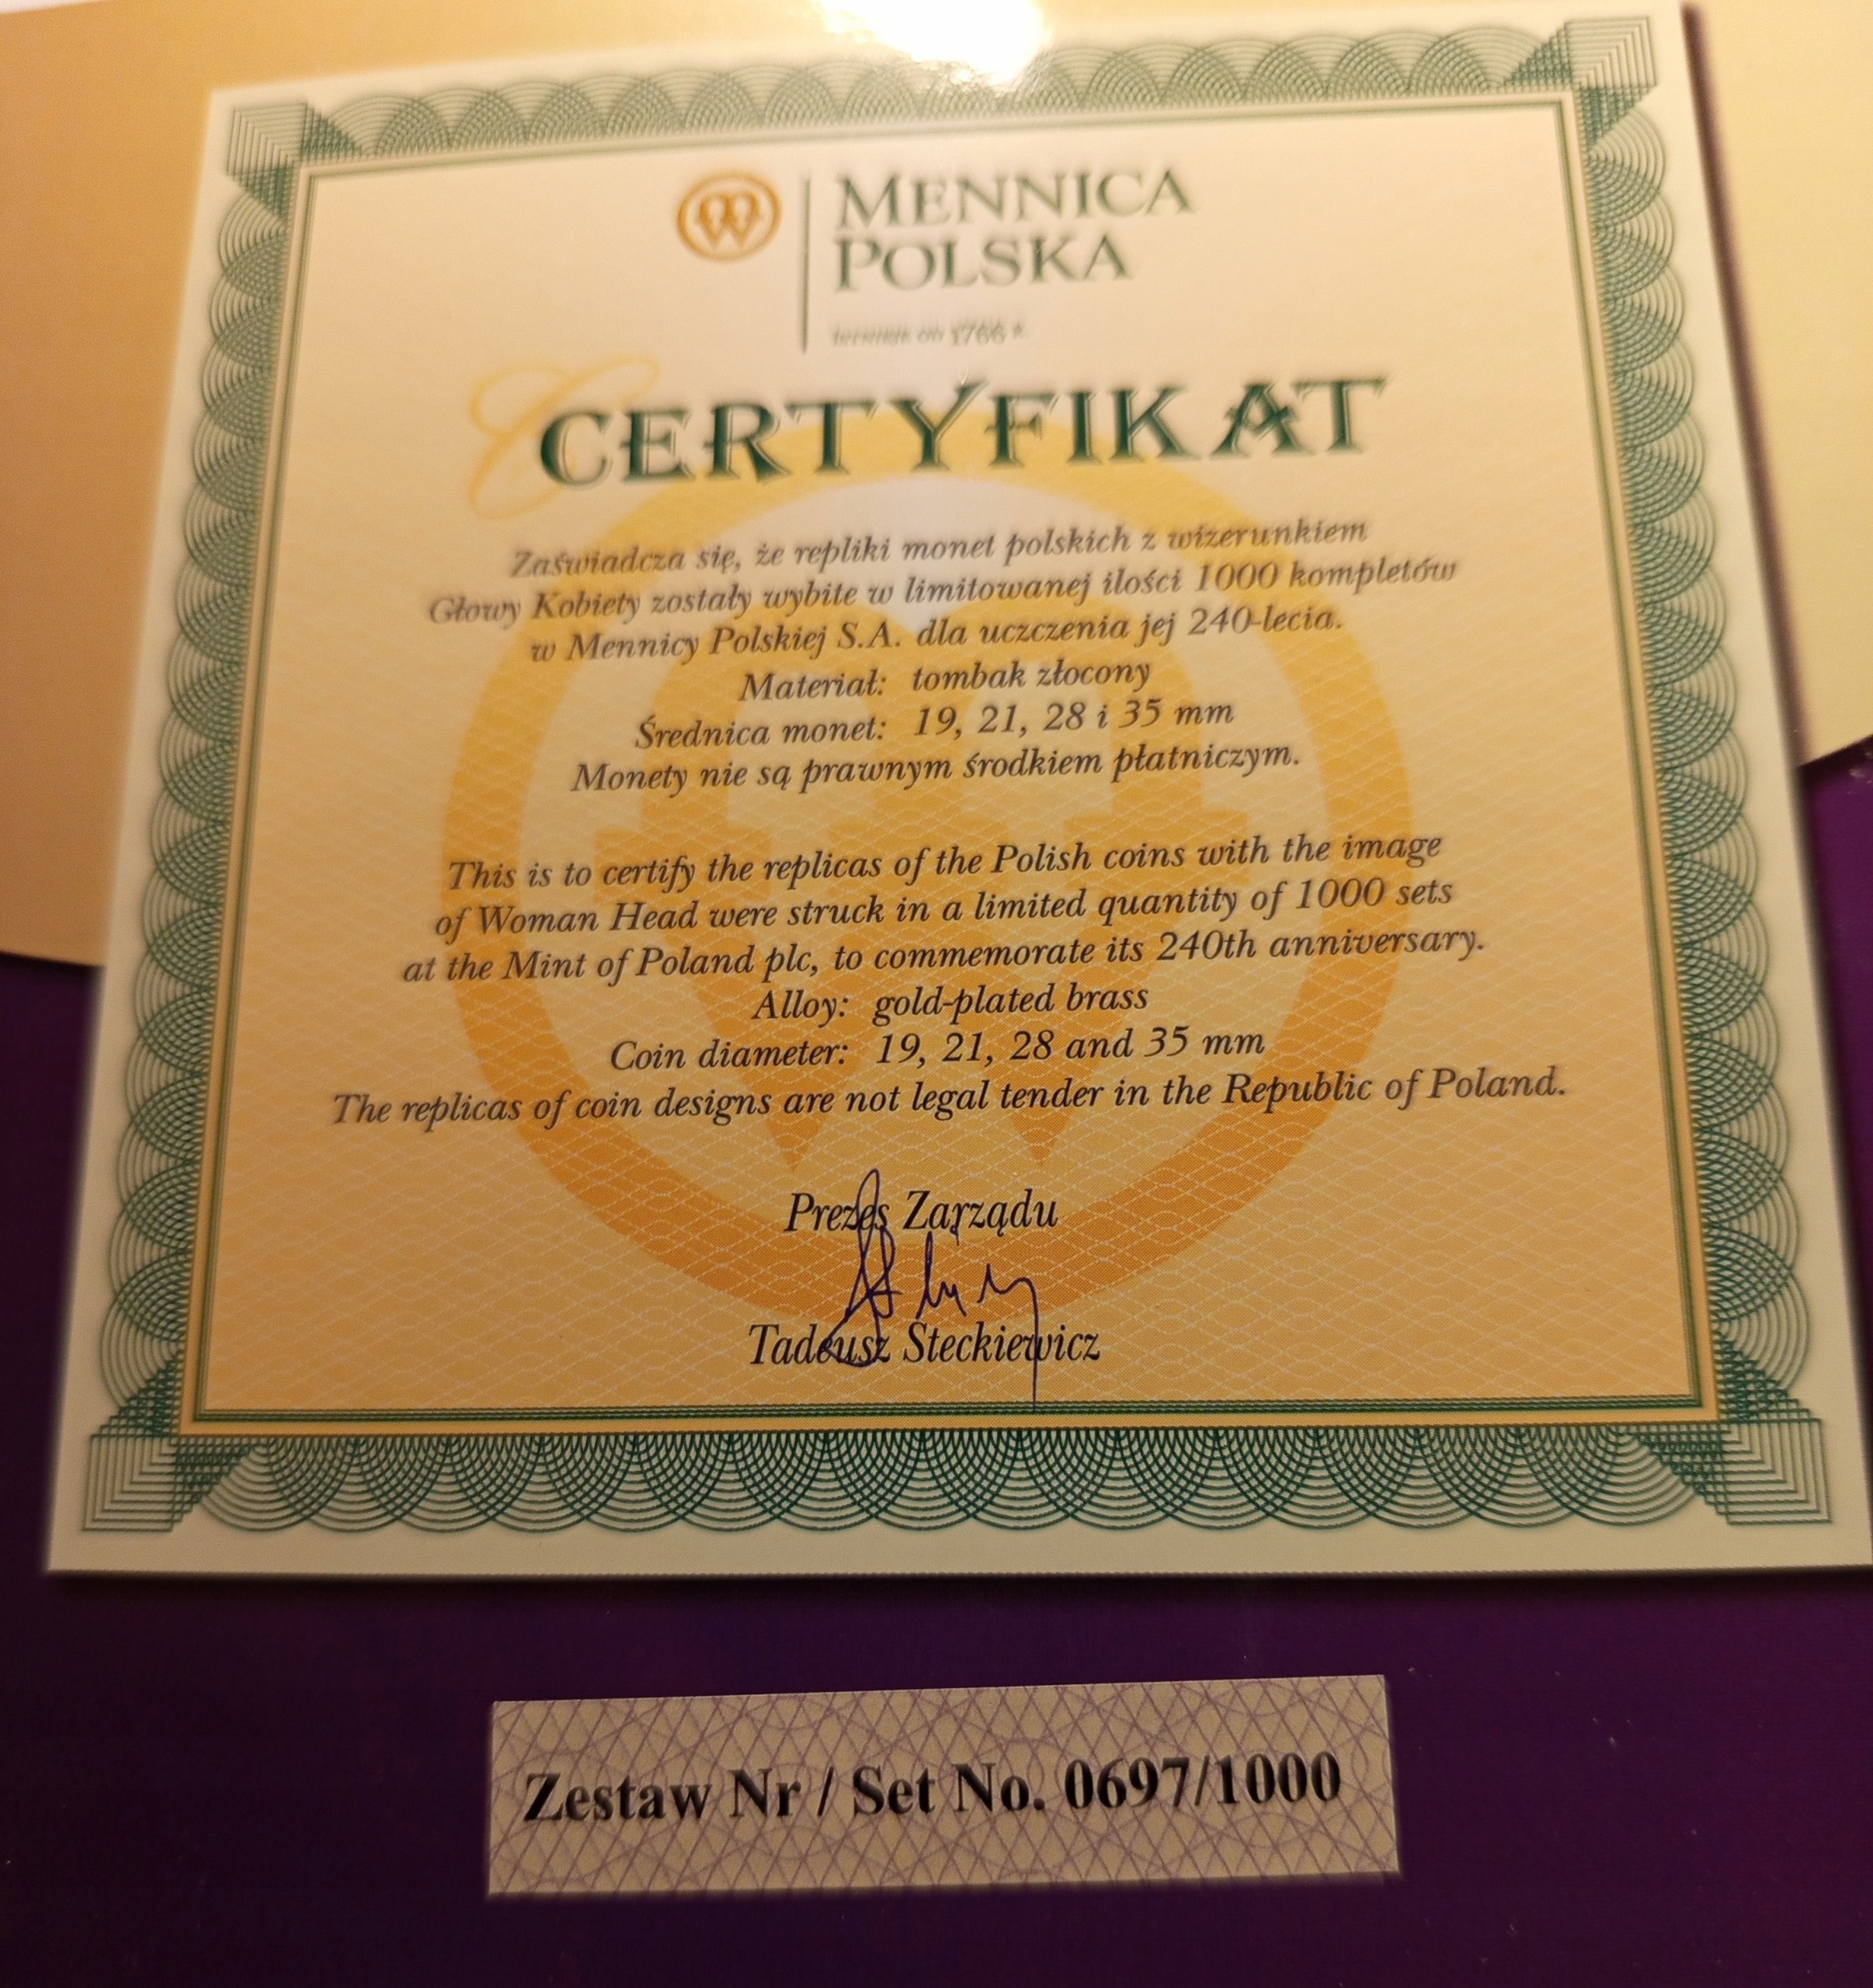 MENNICA
POLSKA
od 1766 r.
CERTYFIKAT
Zaświadcza się, że repliki monet polskich z wizerunkiem
Głowy Kobiety zostały wybite w limitowanej ilości 1000 kompletów
w Mennicy Polskiej S.A. dla uczczenia jej 240-lecia.
Materiał: tombak złocony
Średnica monet: 19, 21, 28 i 35 mm
Monety nie są prawnym środkiem płatniczym.
This is to certify the replicas of the Polish coins with the image
of Woman Head were struck in a limited quantity of 1000 sets
at the Mint of Poland plc, to commemorate its 240th anniversary.
Alloy: gold-plated brass
Coin diameter: 19, 21, 28 and 35 mm
The replicas of coin designs are not legal tender in the Republic of Poland.
Prezes Zarządu
Tadeusz Steckiewicz
Zestaw Nr / Set No. 0697/1000